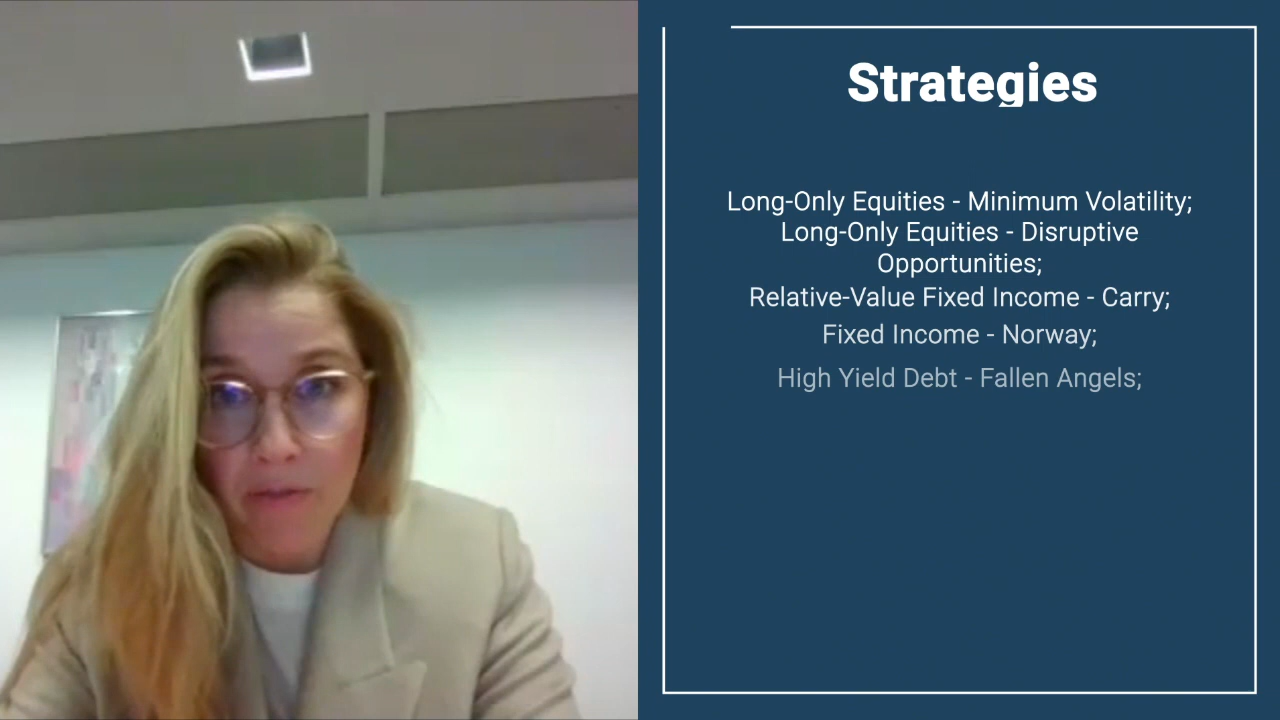 Strategies
Long-Only Equities - Minimum Volatility;
Long-Only Equities - Disruptive
Opportunities;
Relative-Value Fixed Income - Carry;
Fixed Income - Norway;
High Yield Debt - Fallen Angels;